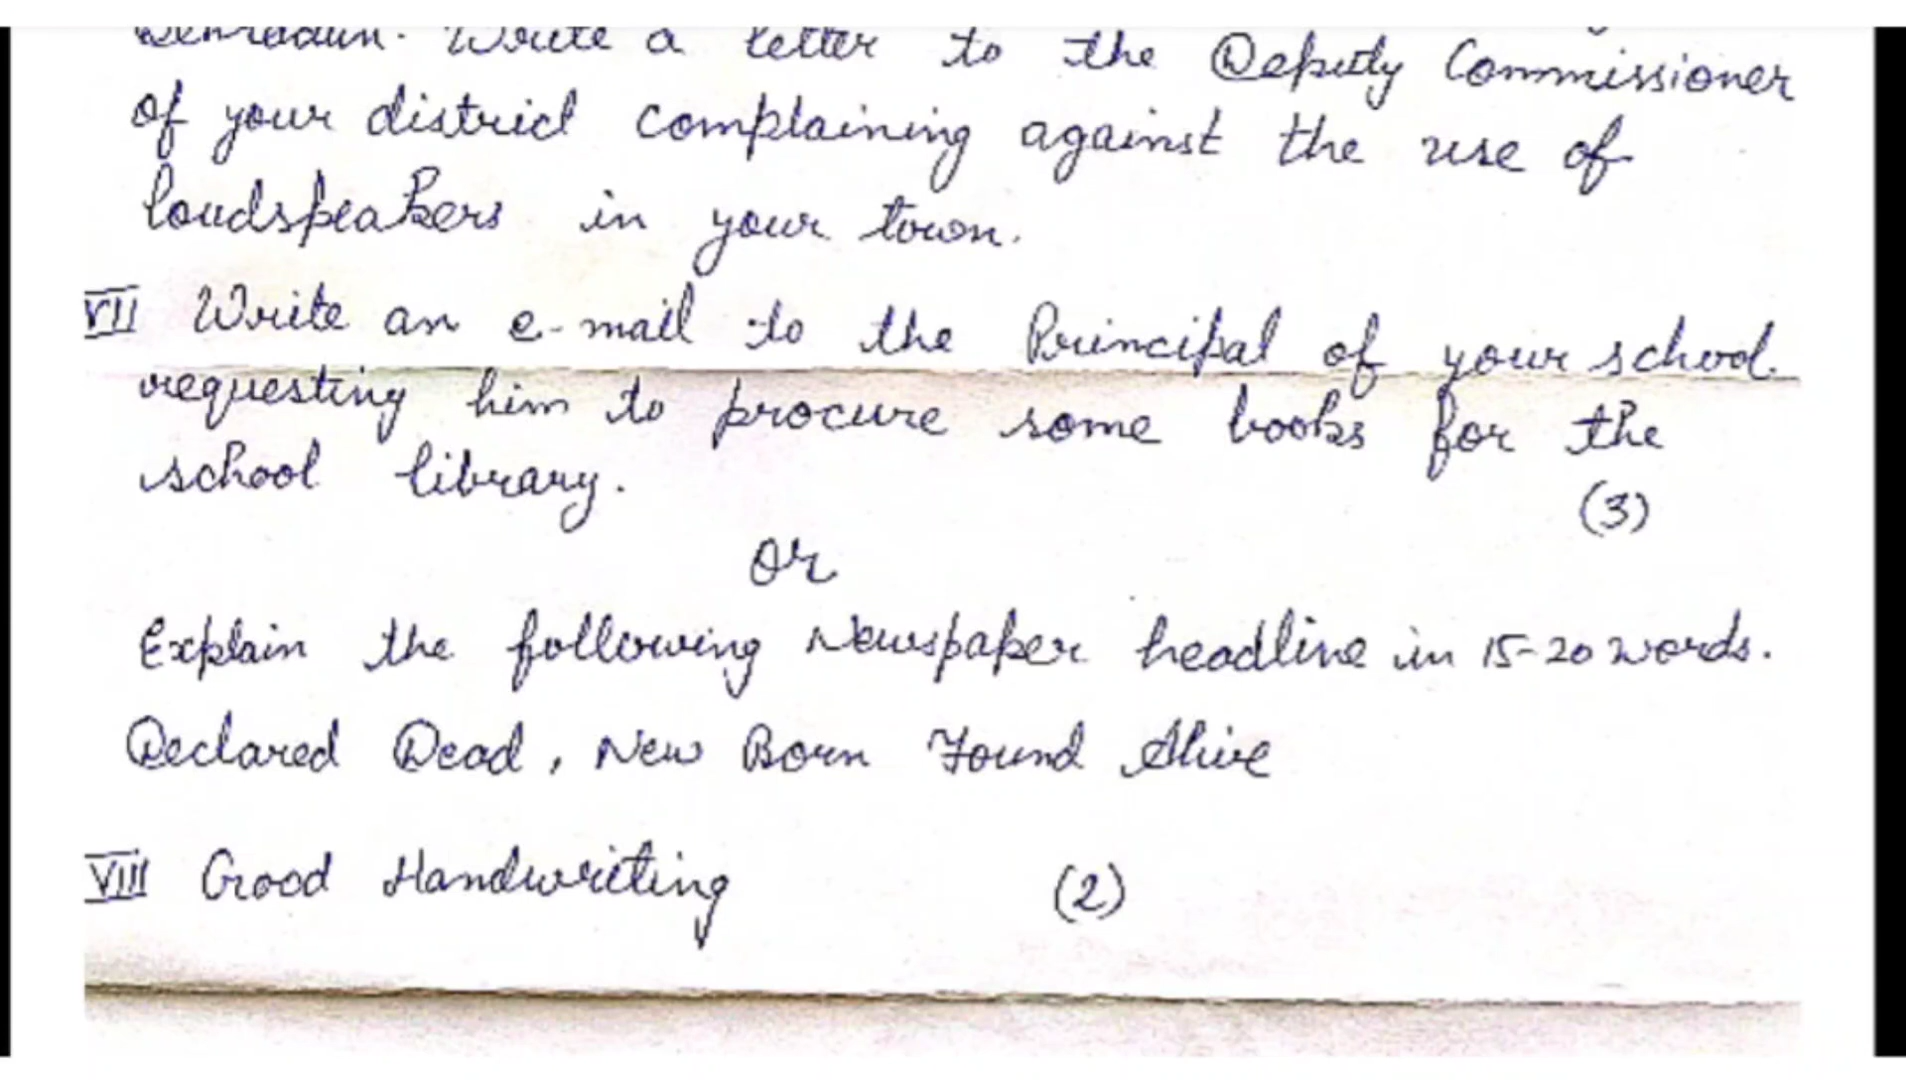 Dehradun. Write a letter to the Deputy Commissioner
of your district complaining against the use of
loudspeakers in your town.
VII Write an e-mail to the Principal of your school
requesting him to procure some books for the
school library.
(3)
or
Explain the following Newspaper headline in 15-20 words.
Declared Dead, New Born Found Alive
VIII Good Handwriting (2)